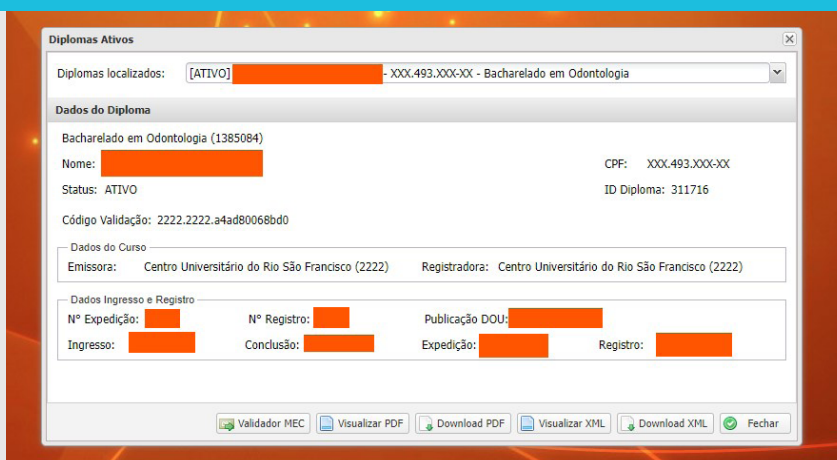 Diplomas Ativos
Diplomas localizados: [ATIVO] - XXX.493.XXX-XX - Bacharelado em Odontologia
Dados do Diploma
Bacharelado em Odontologia (1385084)
Nome: CPF: XXX.493.XXX-XX
Status: ATIVO ID Diploma: 311716
Código Validação: 2222.2222.a4ad80068bd0
Dados do Curso
Emissora: Centro Universitário do Rio São Francisco (2222) Registradora: Centro Universitário do Rio São Francisco (2222)
Dados Ingresso e Registro
Nº Expedição: Nº Registro: Publicação DOU:
Ingresso: Conclusão: Expedição: Registro:
Validador MEC Visualizar PDF Download PDF Visualizar XML Download XML Fechar